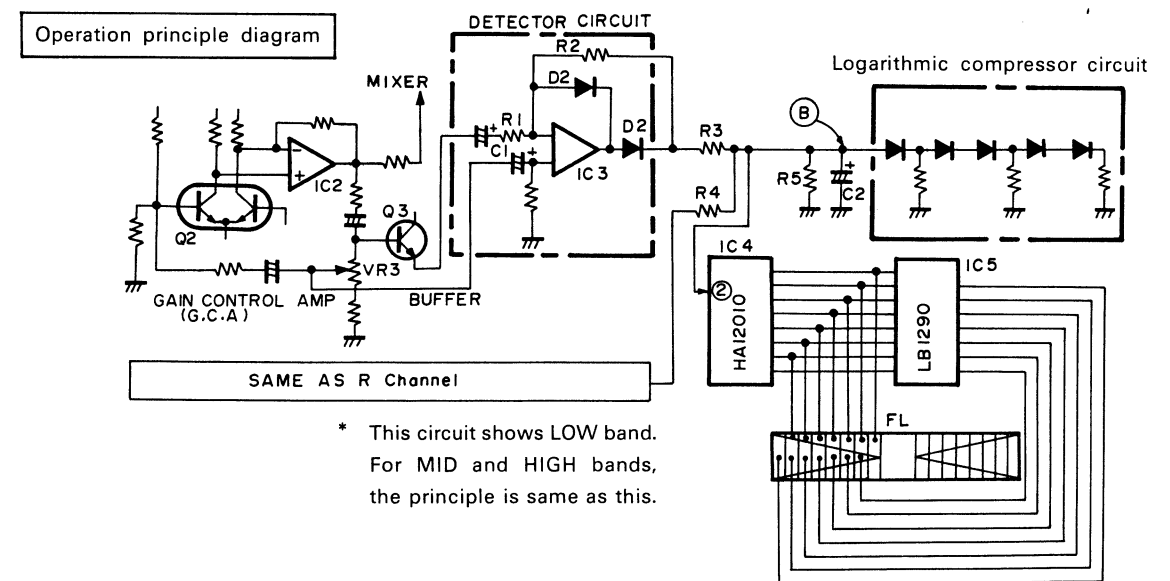 Operation principle diagram
DETECTOR CIRCUIT
R2
Logarithmic compressor circuit
MIXER
D2
B
R1
D2
R3
+
C1
+
-
+
IC2
IC3
R5
+
C2
R4
Q3
Q2
IC4
IC5
VR3
GAIN CONTROL AMP
(G.C.A)
BUFFER
2
HA12010
LB1290
SAME AS R Channel
FL
* This circuit shows LOW band.
For MID and HIGH bands,
the principle is same as this.